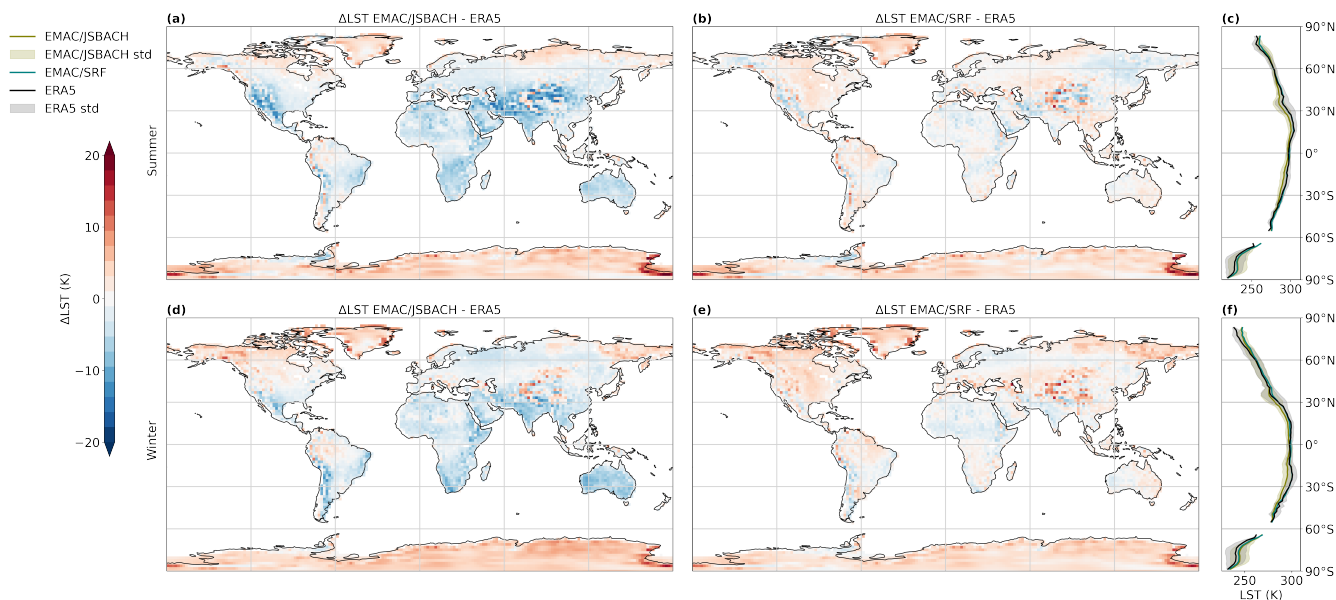 (a) ΔLST EMAC/JSBACH - ERA5
(b) ΔLST EMAC/SRF - ERA5
(c)
EMAC/JSBACH
EMAC/JSBACH std
EMAC/SRF
ERA5
ERA5 std
90°N
60°N
30°N
0°
30°S
60°S
90°S
250 300
Summer
20
10
0
−10
−20
ΔLST (K)
(d) ΔLST EMAC/JSBACH - ERA5
(e) ΔLST EMAC/SRF - ERA5
(f)
90°N
60°N
30°N
0°
30°S
60°S
90°S
250 300
LST (K)
Winter